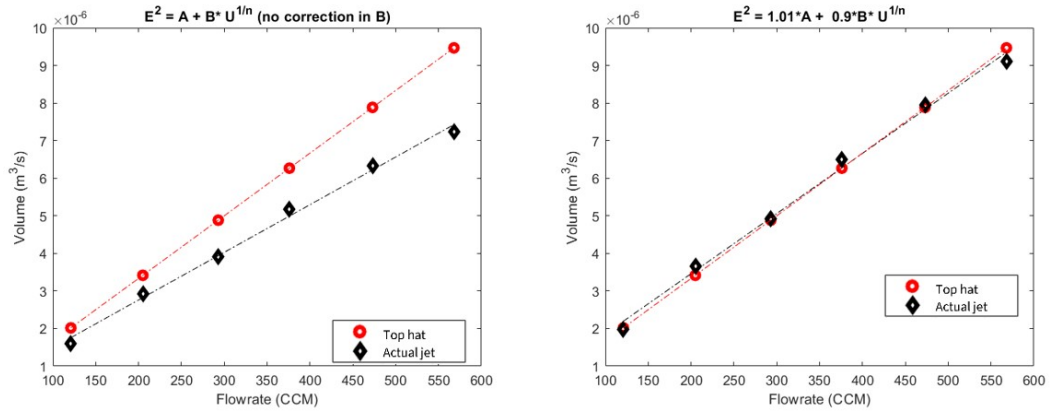 E² = A + B* U^{1/n} (no correction in B)
×10⁻⁶
10
9
8
7
6
5
4
3
2
1
Volume (m³/s)
100 150 200 250 300 350 400 450 500 550 600
Flowrate (CCM)
Top hat
Actual jet
E² = 1.01*A + 0.9*B* U^{1/n}
×10⁻⁶
10
9
8
7
6
5
4
3
2
1
Volume (m³/s)
100 150 200 250 300 350 400 450 500 550 600
Flowrate (CCM)
Top hat
Actual jet